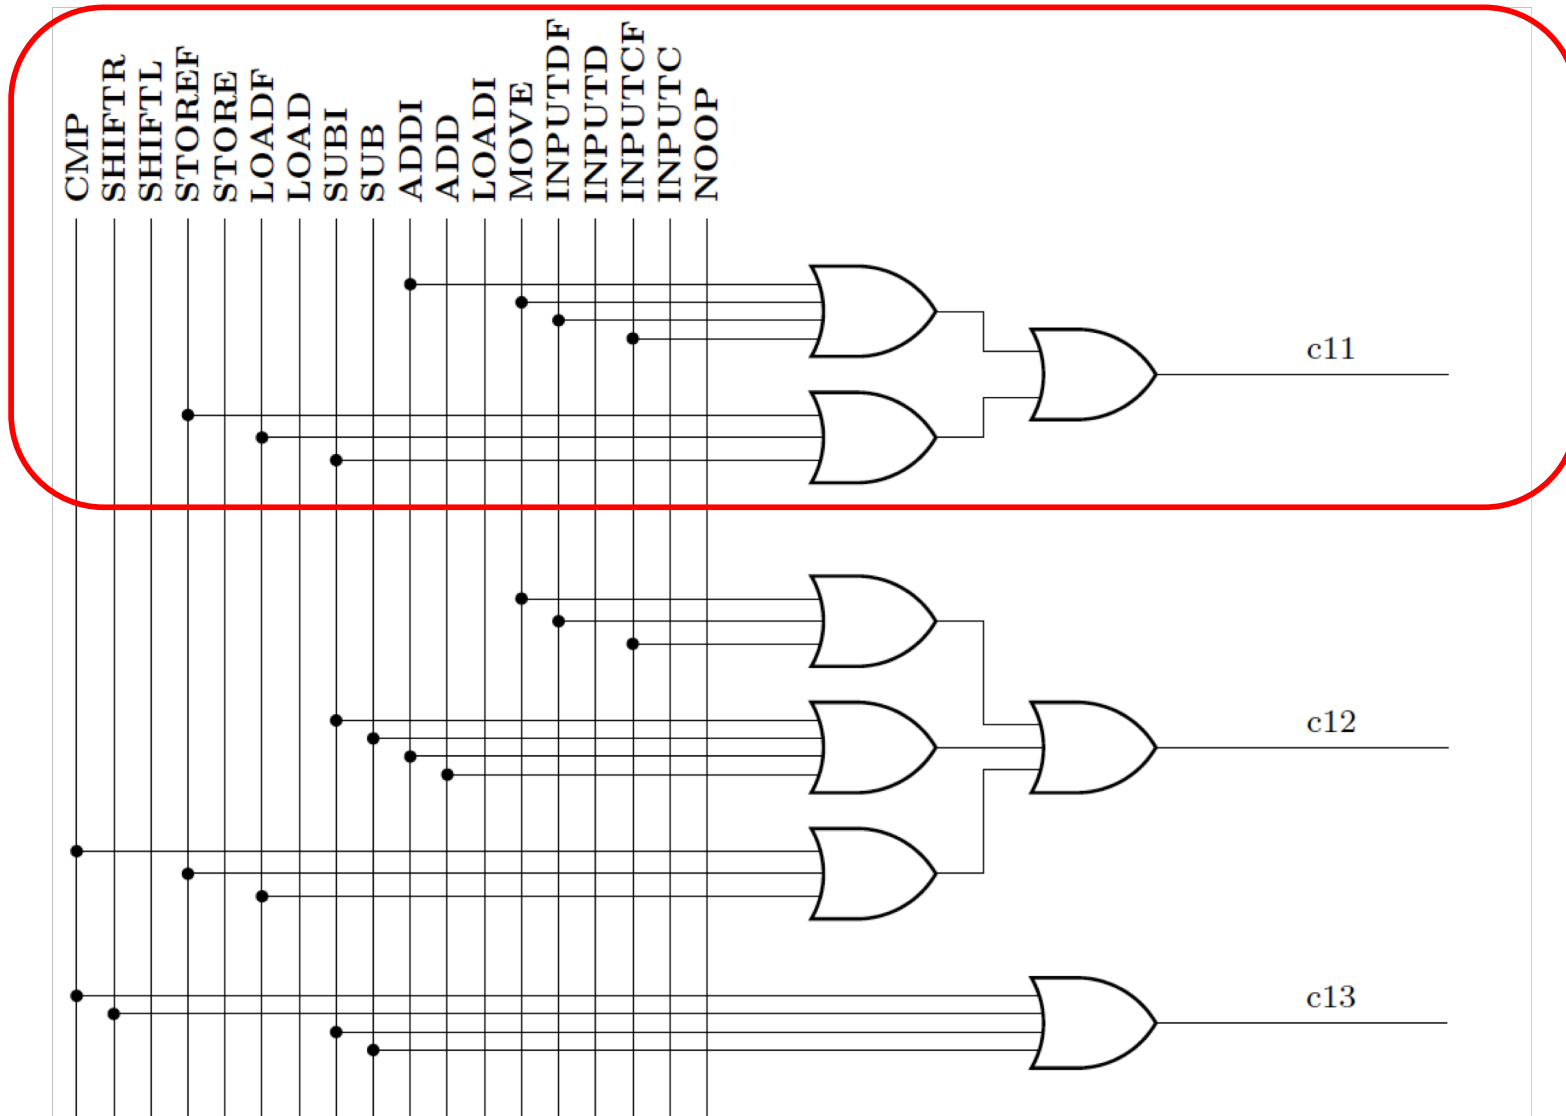 CMP
SHIFTR
SHIFTL
STOREF
STORE
LOADF
LOAD
SUBI
SUB
ADDI
ADD
LOADI
MOVE
INPUTDF
INPUTD
INPUTCF
INPUTC
NOOP
c11
c12
c13